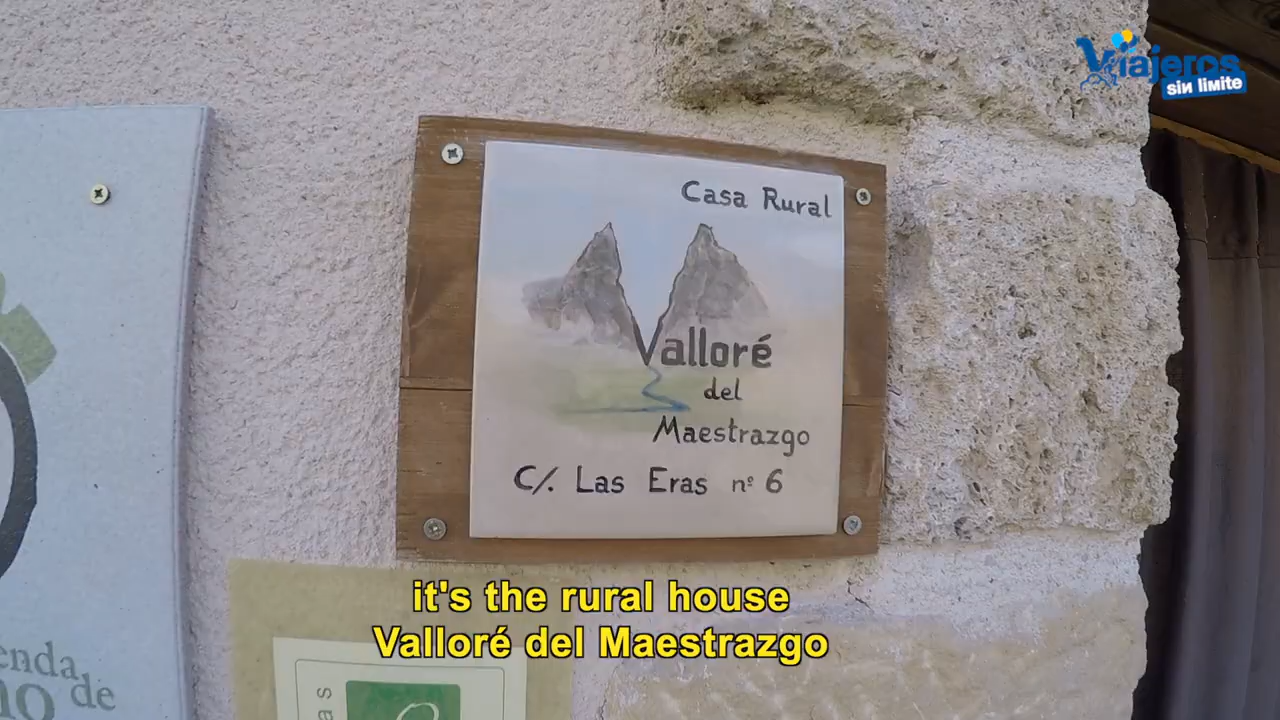 Viajeros
sin limite
Casa Rural
Valloré
del
Maestrazgo
C/. Las Eras nº 6
it's the rural house
Valloré del Maestrazgo
de